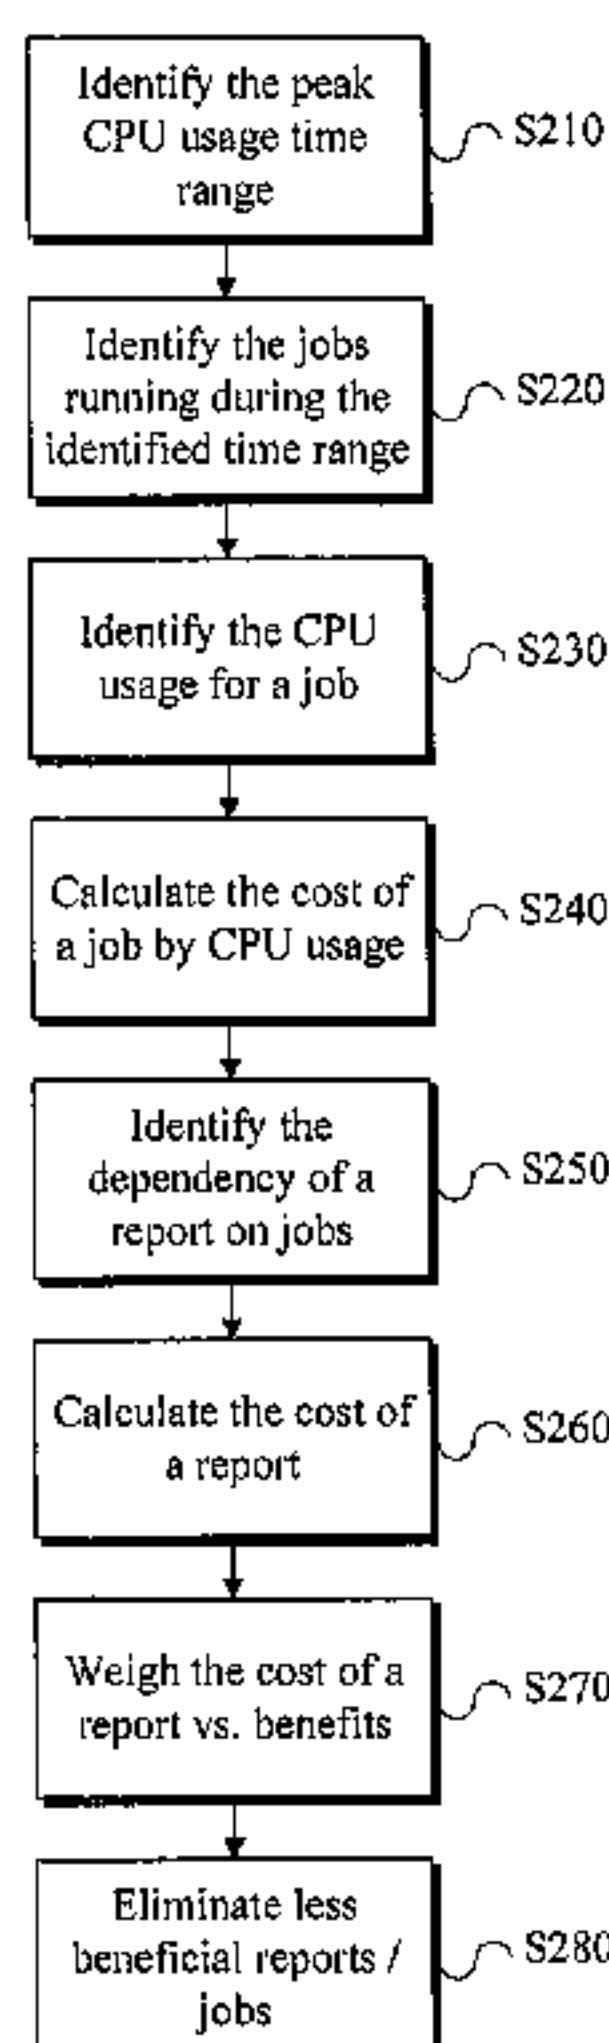 Identify the peak
CPU usage time
range
S210
Identify the jobs
running during the
identified time range
S220
Identify the CPU
usage for a job
S230
Calculate the cost of
a job by CPU usage
S240
Identify the
dependency of a
report on jobs
S250
Calculate the cost of
a report
S260
Weigh the cost of a
report vs. benefits
S270
Eliminate less
beneficial reports /
jobs
S280